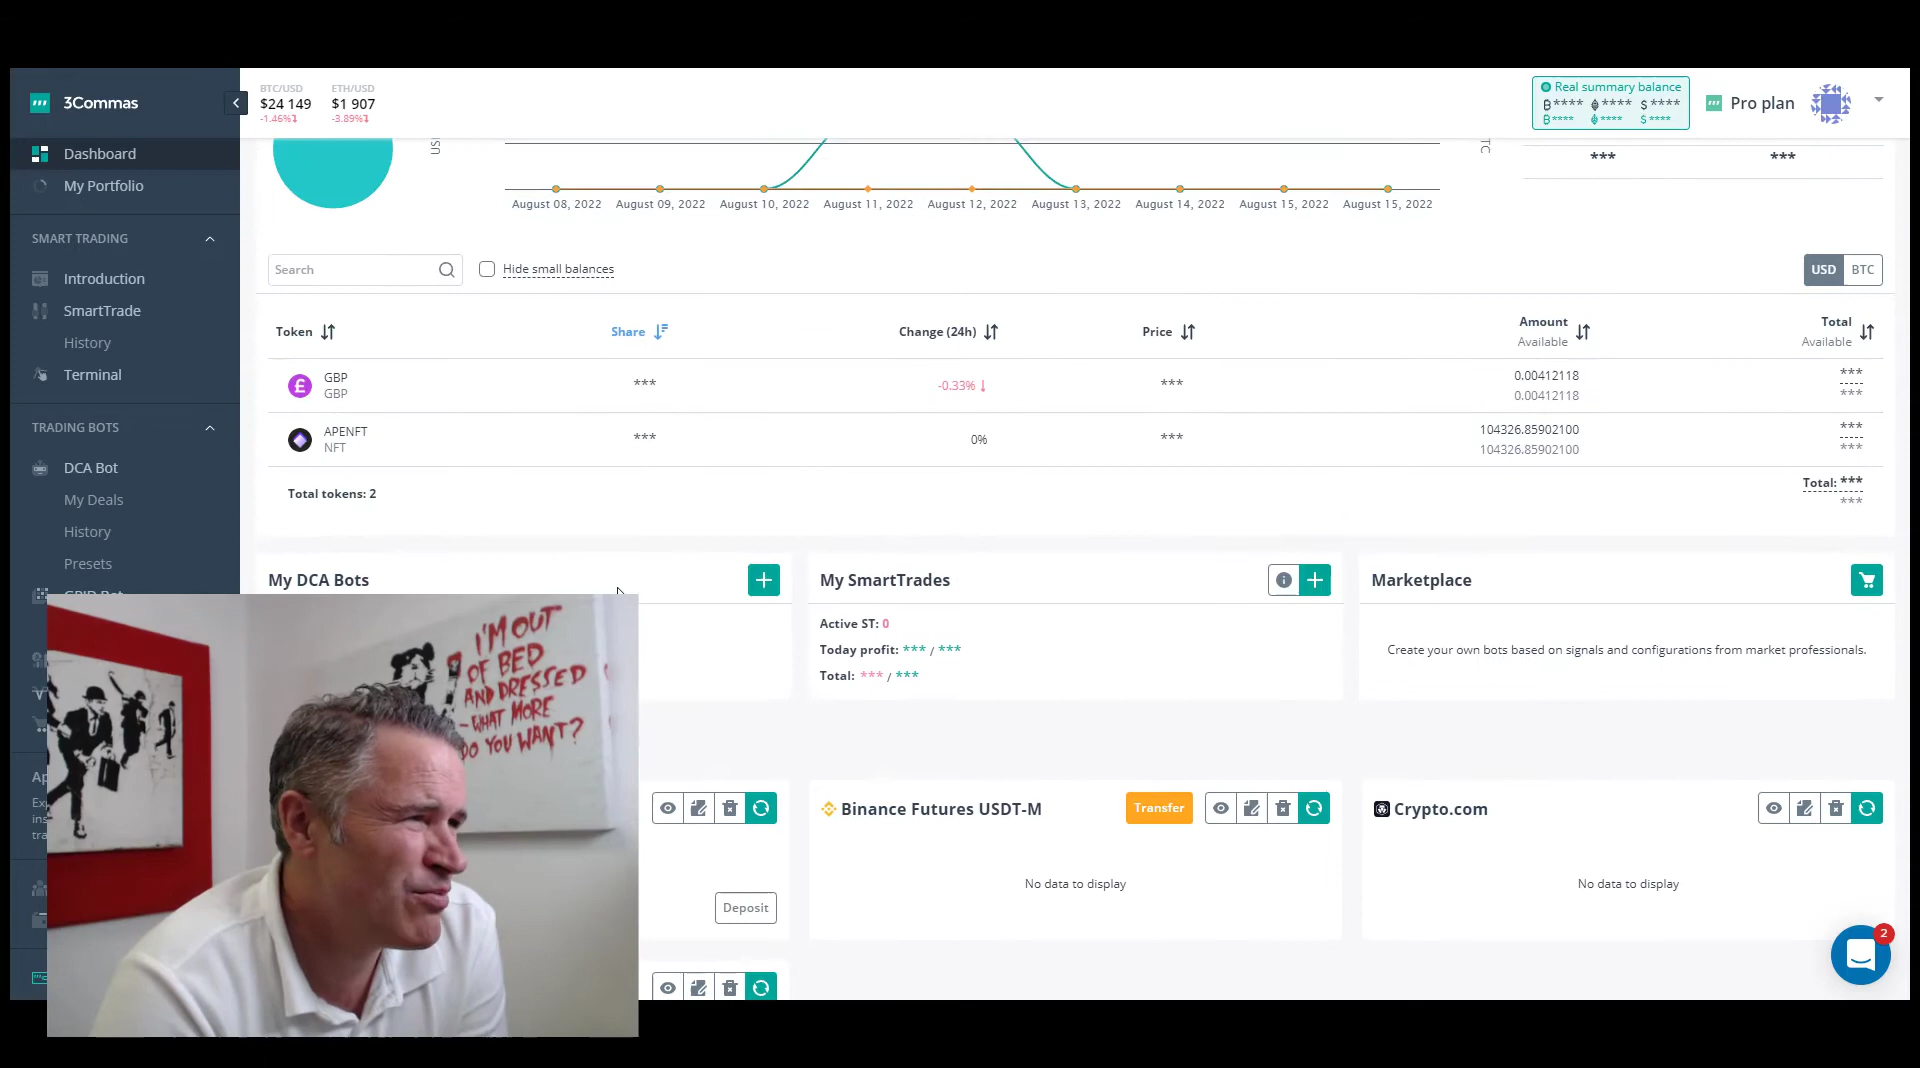 3Commas
BTC/USD
$24 149
-1.46%
ETH/USD
$1 907
-3.89%
Real summary balance
**** **** $****
**** **** $****
Pro plan
Dashboard
My Portfolio
SMART TRADING
Introduction
SmartTrade
History
Terminal
TRADING BOTS
DCA Bot
My Deals
History
Presets
GRID Bot
*** ***
August 08, 2022 August 09, 2022 August 10, 2022 August 11, 2022 August 12, 2022 August 13, 2022 August 14, 2022 August 15, 2022 August 15, 2022
Search
Hide small balances
USD BTC
Token Share Change (24h) Price Amount Total
Available Available
GBP *** -0.33% *** 0.00412118 ***
GBP 0.00412118 ***
APENFT *** 0% *** 104326.85902100 ***
NFT 104326.85902100 ***
Total tokens: 2 Total: ***
***
My DCA Bots
My SmartTrades
Active ST: 0
Today profit: *** / ***
Total: *** / ***
Marketplace
Create your own bots based on signals and configurations from market professionals.
I'M OUT
OF BED
AND DRESSED
- WHAT MORE
DO YOU WANT?
Deposit
Binance Futures USDT-M
Transfer
No data to display
Crypto.com
No data to display
2